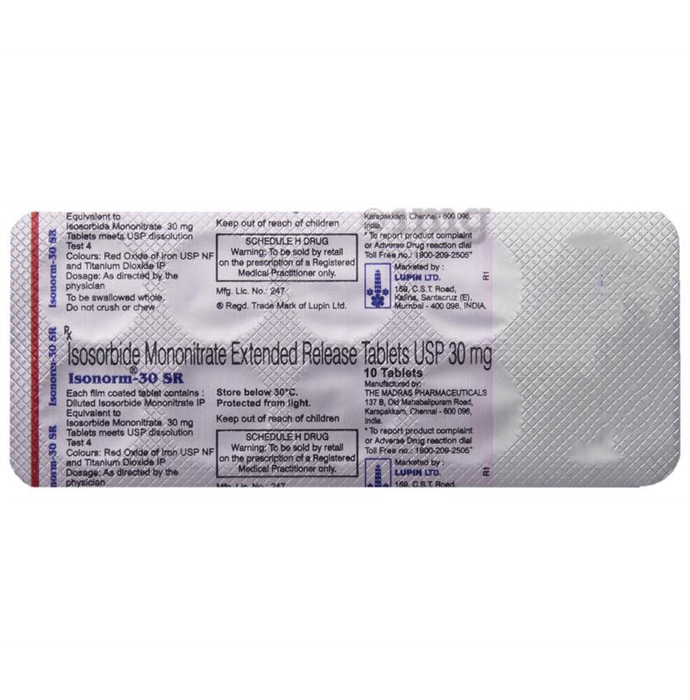 Isonorm-30 SR
Equivalent to
Isosorbide Mononitrate 30 mg
Tablets meets USP dissolution
Test 4
Colours: Red Oxide of Iron USP NF
and Titanium Dioxide IP
Dosage: As directed by the
physician
To be swallowed whole.
Do not crush or chew
Keep out of reach of children
SCHEDULE H DRUG
Warning: To be sold by retail
on the prescription of a Registered
Medical Practitioner only.
Mfg. Lic. No.: 247
® Regd. Trade Mark of Lupin Ltd.
1mg
Karapakkam, Chennai - 600 096,
India.
* To report product complaint
or Adverse Drug reaction dial
Toll Free no.: 1800-209-2505"
Marketed by :
LUPIN LTD.
159, C.S.T. Road,
Kalina, Santacruz (E),
Mumbai - 400 098, INDIA.
R1
Isonorm-30 SR
Rx
Isosorbide Mononitrate Extended Release Tablets USP 30 mg
Isonorm®-30 SR
10 Tablets
Each film coated tablet contains :
Diluted Isosorbide Mononitrate IP
Equivalent to
Isosorbide Mononitrate 30 mg
Tablets meets USP dissolution
Test 4
Colours: Red Oxide of Iron USP NF
and Titanium Dioxide IP
Dosage: As directed by the
physician
Store below 30°C.
Protected from light.
Keep out of reach of children
SCHEDULE H DRUG
Warning: To be sold by retail
on the prescription of a Registered
Medical Practitioner only.
Mfg. Lic. No.: 247
Manufactured by:
THE MADRAS PHARMACEUTICALS
137 B, Old Mahabalipuram Road,
Karapakkam, Chennai - 600 096,
India.
* To report product complaint
or Adverse Drug reaction dial
Toll Free no.: 1800-209-2505"
Marketed by :
LUPIN LTD.
159, C.S.T. Road,
R1
Isonorm-30 SR